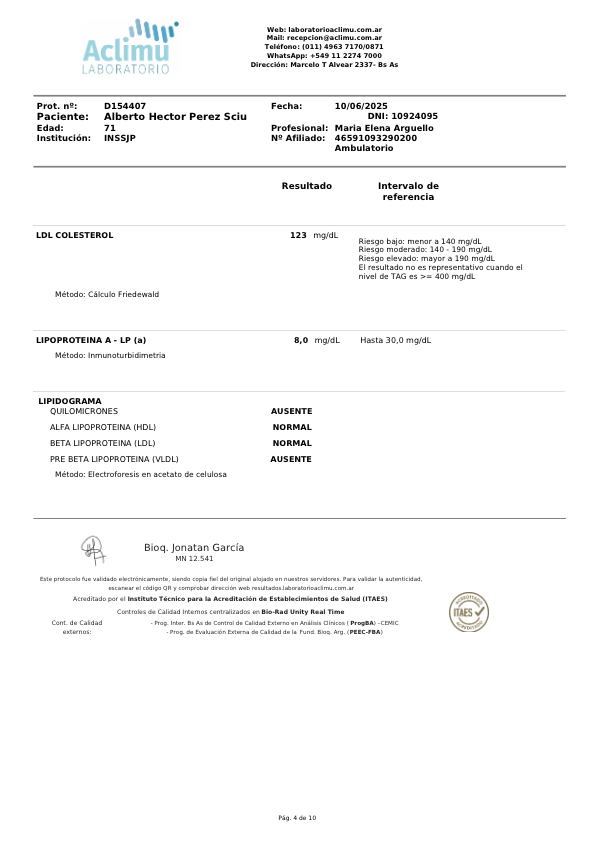 Aclimu
LABORATORIO
Web: laboratorioaclimu.com.ar
Mail: recepcion@aclimu.com.ar
Teléfono: (011) 4963 7170/0871
WhatsApp: +549 11 2274 7000
Dirección: Marcelo T Alvear 2337- Bs As
Prot. nº: D154407 Fecha: 10/06/2025
Paciente: Alberto Hector Perez Sciu DNI: 10924095
Edad: 71 Profesional: Maria Elena Arguello
Institución: INSSJP Nº Afiliado: 46591093290200
Ambulatorio
Resultado Intervalo de
referencia
LDL COLESTEROL 123 mg/dL
Riesgo bajo: menor a 140 mg/dL
Riesgo moderado: 140 - 190 mg/dL
Riesgo elevado: mayor a 190 mg/dL
El resultado no es representativo cuando el
nivel de TAG es >= 400 mg/dL
Método: Cálculo Friedewald
LIPOPROTEINA A - LP (a) 8,0 mg/dL Hasta 30,0 mg/dL
Método: Inmunoturbidimetria
LIPIDOGRAMA
QUILOMICRONES AUSENTE
ALFA LIPOPROTEINA (HDL) NORMAL
BETA LIPOPROTEINA (LDL) NORMAL
PRE BETA LIPOPROTEINA (VLDL) AUSENTE
Método: Electroforesis en acetato de celulosa
Bioq. Jonatan García
MN 12.541
Este protocolo fue validado electrónicamente, siendo copia fiel del original alojado en nuestros servidores. Para validar la autenticidad,
escanear el código QR y comprobar dirección web resultados.laboratorioaclimu.com.ar
Acreditado por el Instituto Técnico para la Acreditación de Establecimientos de Salud (ITAES)
Controles de Calidad Internos centralizados en Bio-Rad Unity Real Time
Cont. de Calidad
externos:
- Prog. Inter. Bs As de Control de Calidad Externo en Análisis Clínicos ( ProgBA) -CEMIC
- Prog. de Evaluación Externa de Calidad de la Fund. Bioq. Arg. (PEEC-FBA)
ACREDITADO
ITAES
ACREDITADO
Pág. 4 de 10